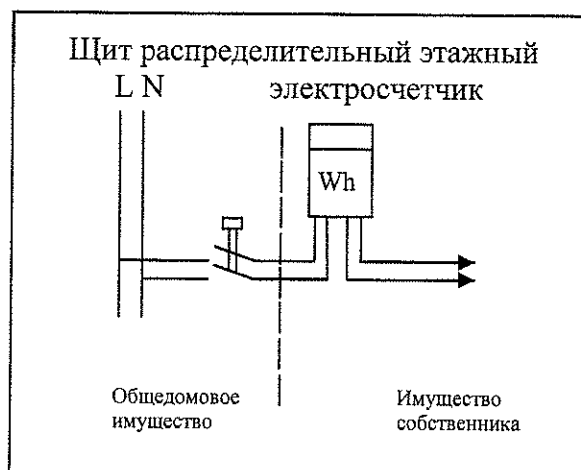 Щит распределительный этажный
L N электросчетчик
Wh
Общедомовое имущество
Имущество собственника